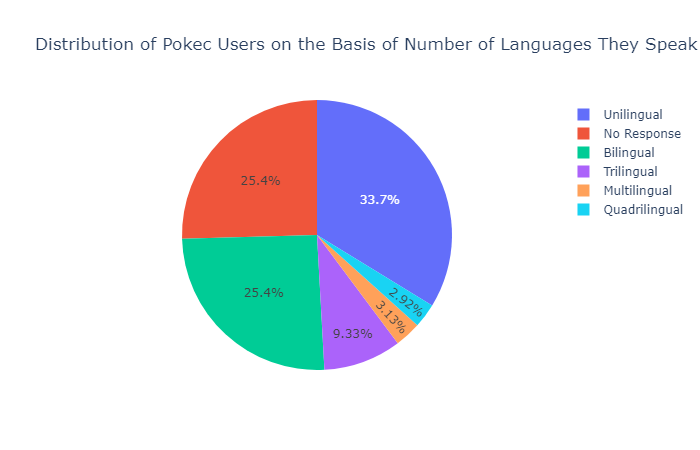 Distribution of Pokec Users on the Basis of Number of Languages They Speak
Unilingual
No Response
Bilingual
Trilingual
Multilingual
Quadrilingual
25.4%
33.7%
25.4%
2.92%
3.13%
9.33%